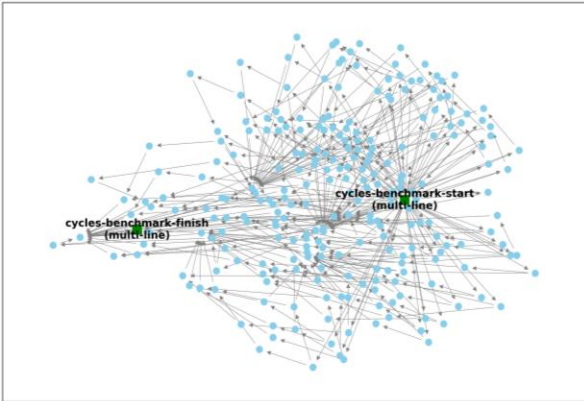 cycles-benchmark-start
(multi-line)
cycles-benchmark-finish
(multi-line)